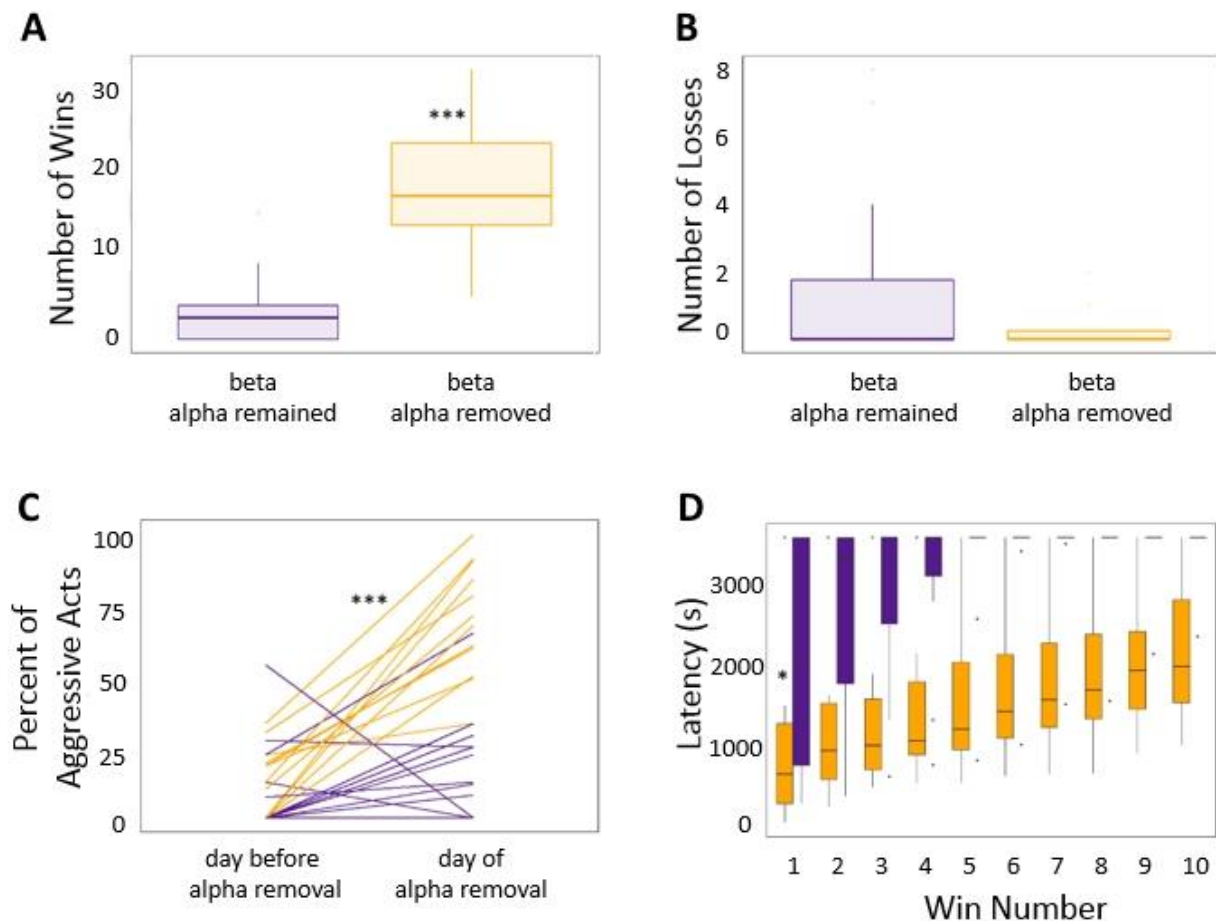 A
Number of Wins
30
20
10
0
***
beta
alpha remained
beta
alpha removed
B
Number of Losses
8
6
4
2
0
beta
alpha remained
beta
alpha removed
C
Percent of
Aggressive Acts
100
75
50
25
0
***
day before
alpha removal
day of
alpha removal
D
Latency (s)
3000
2000
1000
0
*
1 2 3 4 5 6 7 8 9 10
Win Number